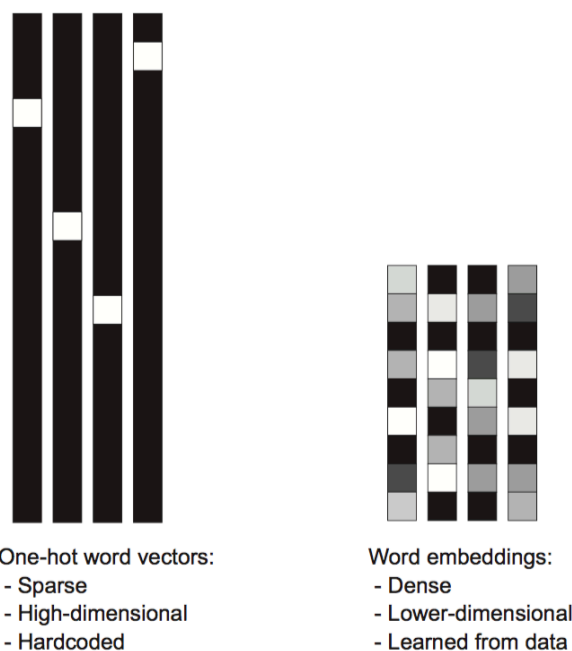 One-hot word vectors:
- Sparse
- High-dimensional
- Hardcoded
Word embeddings:
- Dense
- Lower-dimensional
- Learned from data